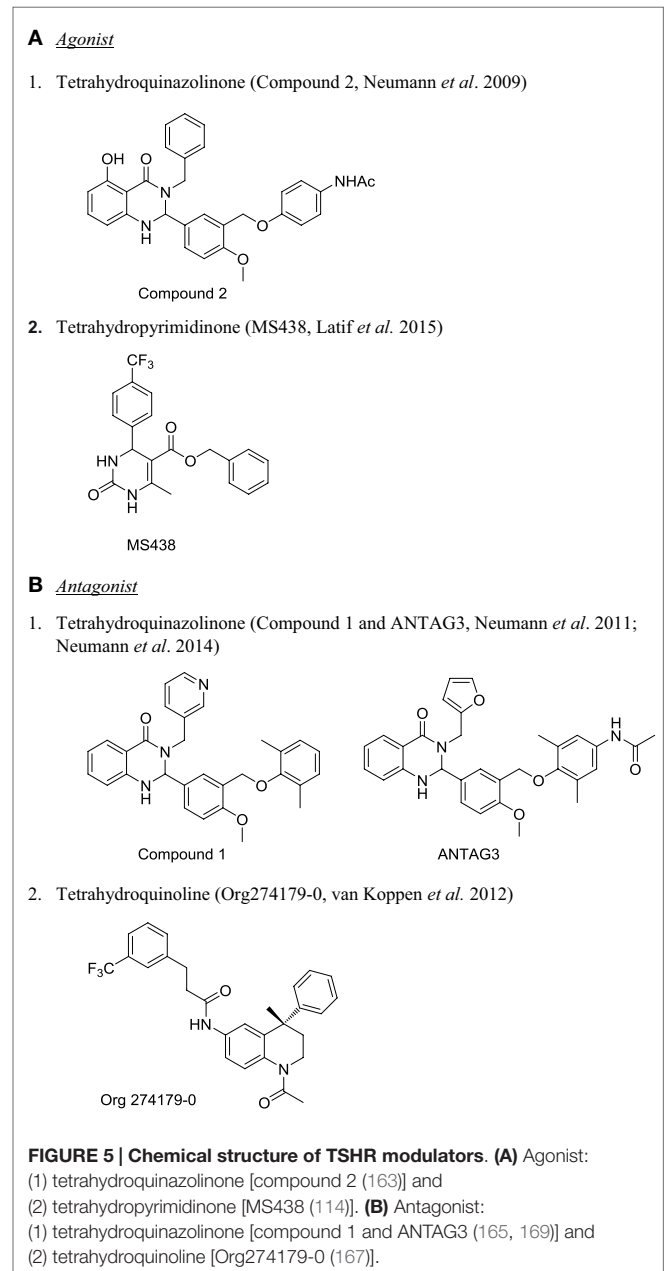 A Agonist
1. Tetrahydroquinazolinone (Compound 2, Neumann et al. 2009)
OH
O
N
N
H
O
NHAc
O
Compound 2
2. Tetrahydropyrimidinone (MS438, Latif et al. 2015)
CF3
O
HN
O
O
N
H
MS438
B Antagonist
1. Tetrahydroquinazolinone (Compound 1 and ANTAG3, Neumann et al. 2011;
Neumann et al. 2014)
N
O
N
N
H
O
O
Compound 1
O
O
N
N
H
O
O
H
N
O
ANTAG3
2. Tetrahydroquinoline (Org274179-0, van Koppen et al. 2012)
F3C
O
HN
N
O
Org 274179-0
FIGURE 5 | Chemical structure of TSHR modulators. (A) Agonist:
(1) tetrahydroquinazolinone [compound 2 (163)] and
(2) tetrahydropyrimidinone [MS438 (114)]. (B) Antagonist:
(1) tetrahydroquinazolinone [compound 1 and ANTAG3 (165, 169)] and
(2) tetrahydroquinoline [Org274179-0 (167)].